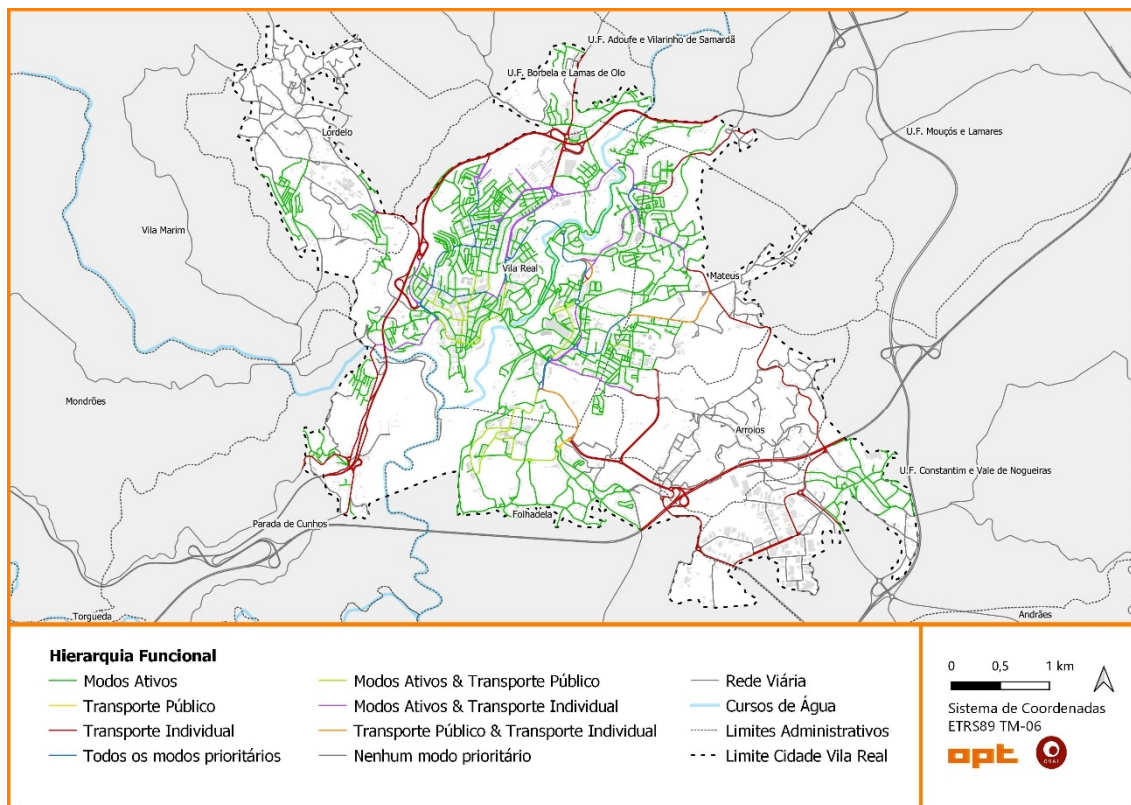 U.F. Adoufe e Vilarinho de Samardã
U.F. Borbela e Lamas de Olo
Lordelo
U.F. Mouçós e Lamares
Vila Marim
Vila Real
Mateus
Mondrões
Arroios
U.F. Constantim e Vale de Nogueiras
Folhadela
Parada de Cunhos
Torgueda
Andrães
Hierarquia Funcional
Modos Ativos
Transporte Público
Transporte Individual
Todos os modos prioritários
Modos Ativos & Transporte Público
Modos Ativos & Transporte Individual
Transporte Público & Transporte Individual
Nenhum modo prioritário
Rede Viária
Cursos de Água
Limites Administrativos
Limite Cidade Vila Real
0 0,5 1 km
Sistema de Coordenadas
ETRS89 TM-06
opt